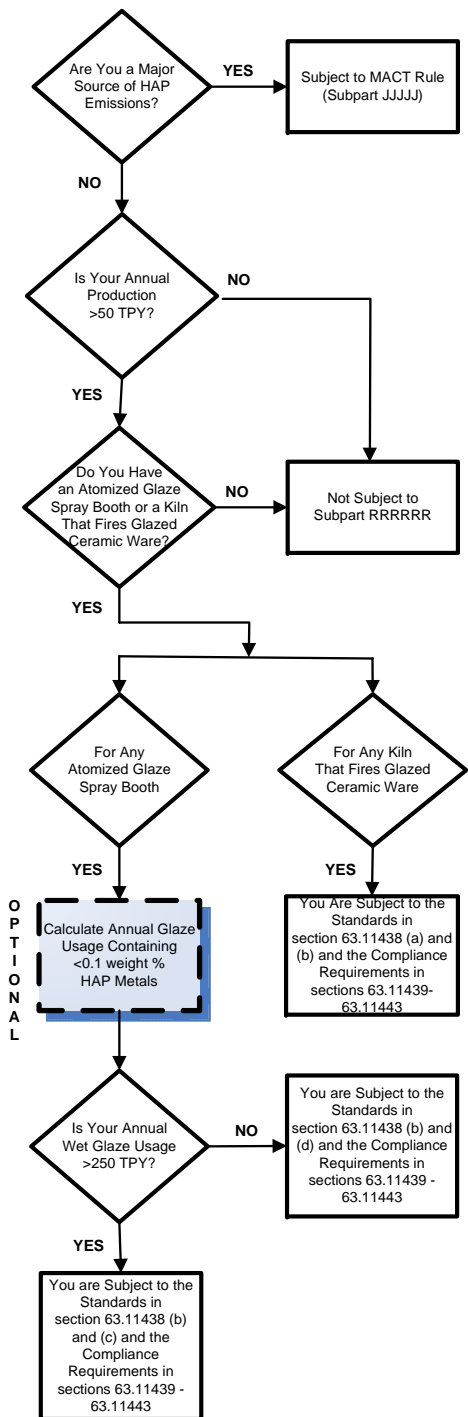 Are You a Major
Source of HAP
Emissions?
YES
Subject to MACT Rule
(Subpart JJJJJ)
NO
Is Your Annual
Production
>50 TPY?
NO
YES
Do You Have
an Atomized Glaze
Spray Booth or a Kiln
That Fires Glazed
Ceramic Ware?
NO
Not Subject to
Subpart RRRRRR
YES
For Any
Atomized Glaze
Spray Booth
For Any Kiln
That Fires Glazed
Ceramic Ware
YES
YES
OPTIONAL
Calculate Annual Glaze
Usage Containing
<0.1 weight %
HAP Metals
You Are Subject to the
Standards in
section 63.11438 (a) and
(b) and the Compliance
Requirements in
sections 63.11439-
63.11443
Is Your Annual
Wet Glaze Usage
>250 TPY?
NO
You are Subject to the
Standards in
section 63.11438 (b) and
(d) and the Compliance
Requirements in
sections 63.11439 -
63.11443
YES
You are Subject to the
Standards in
section 63.11438 (b)
and (c) and the
Compliance
Requirements in
sections 63.11439 -
63.11443